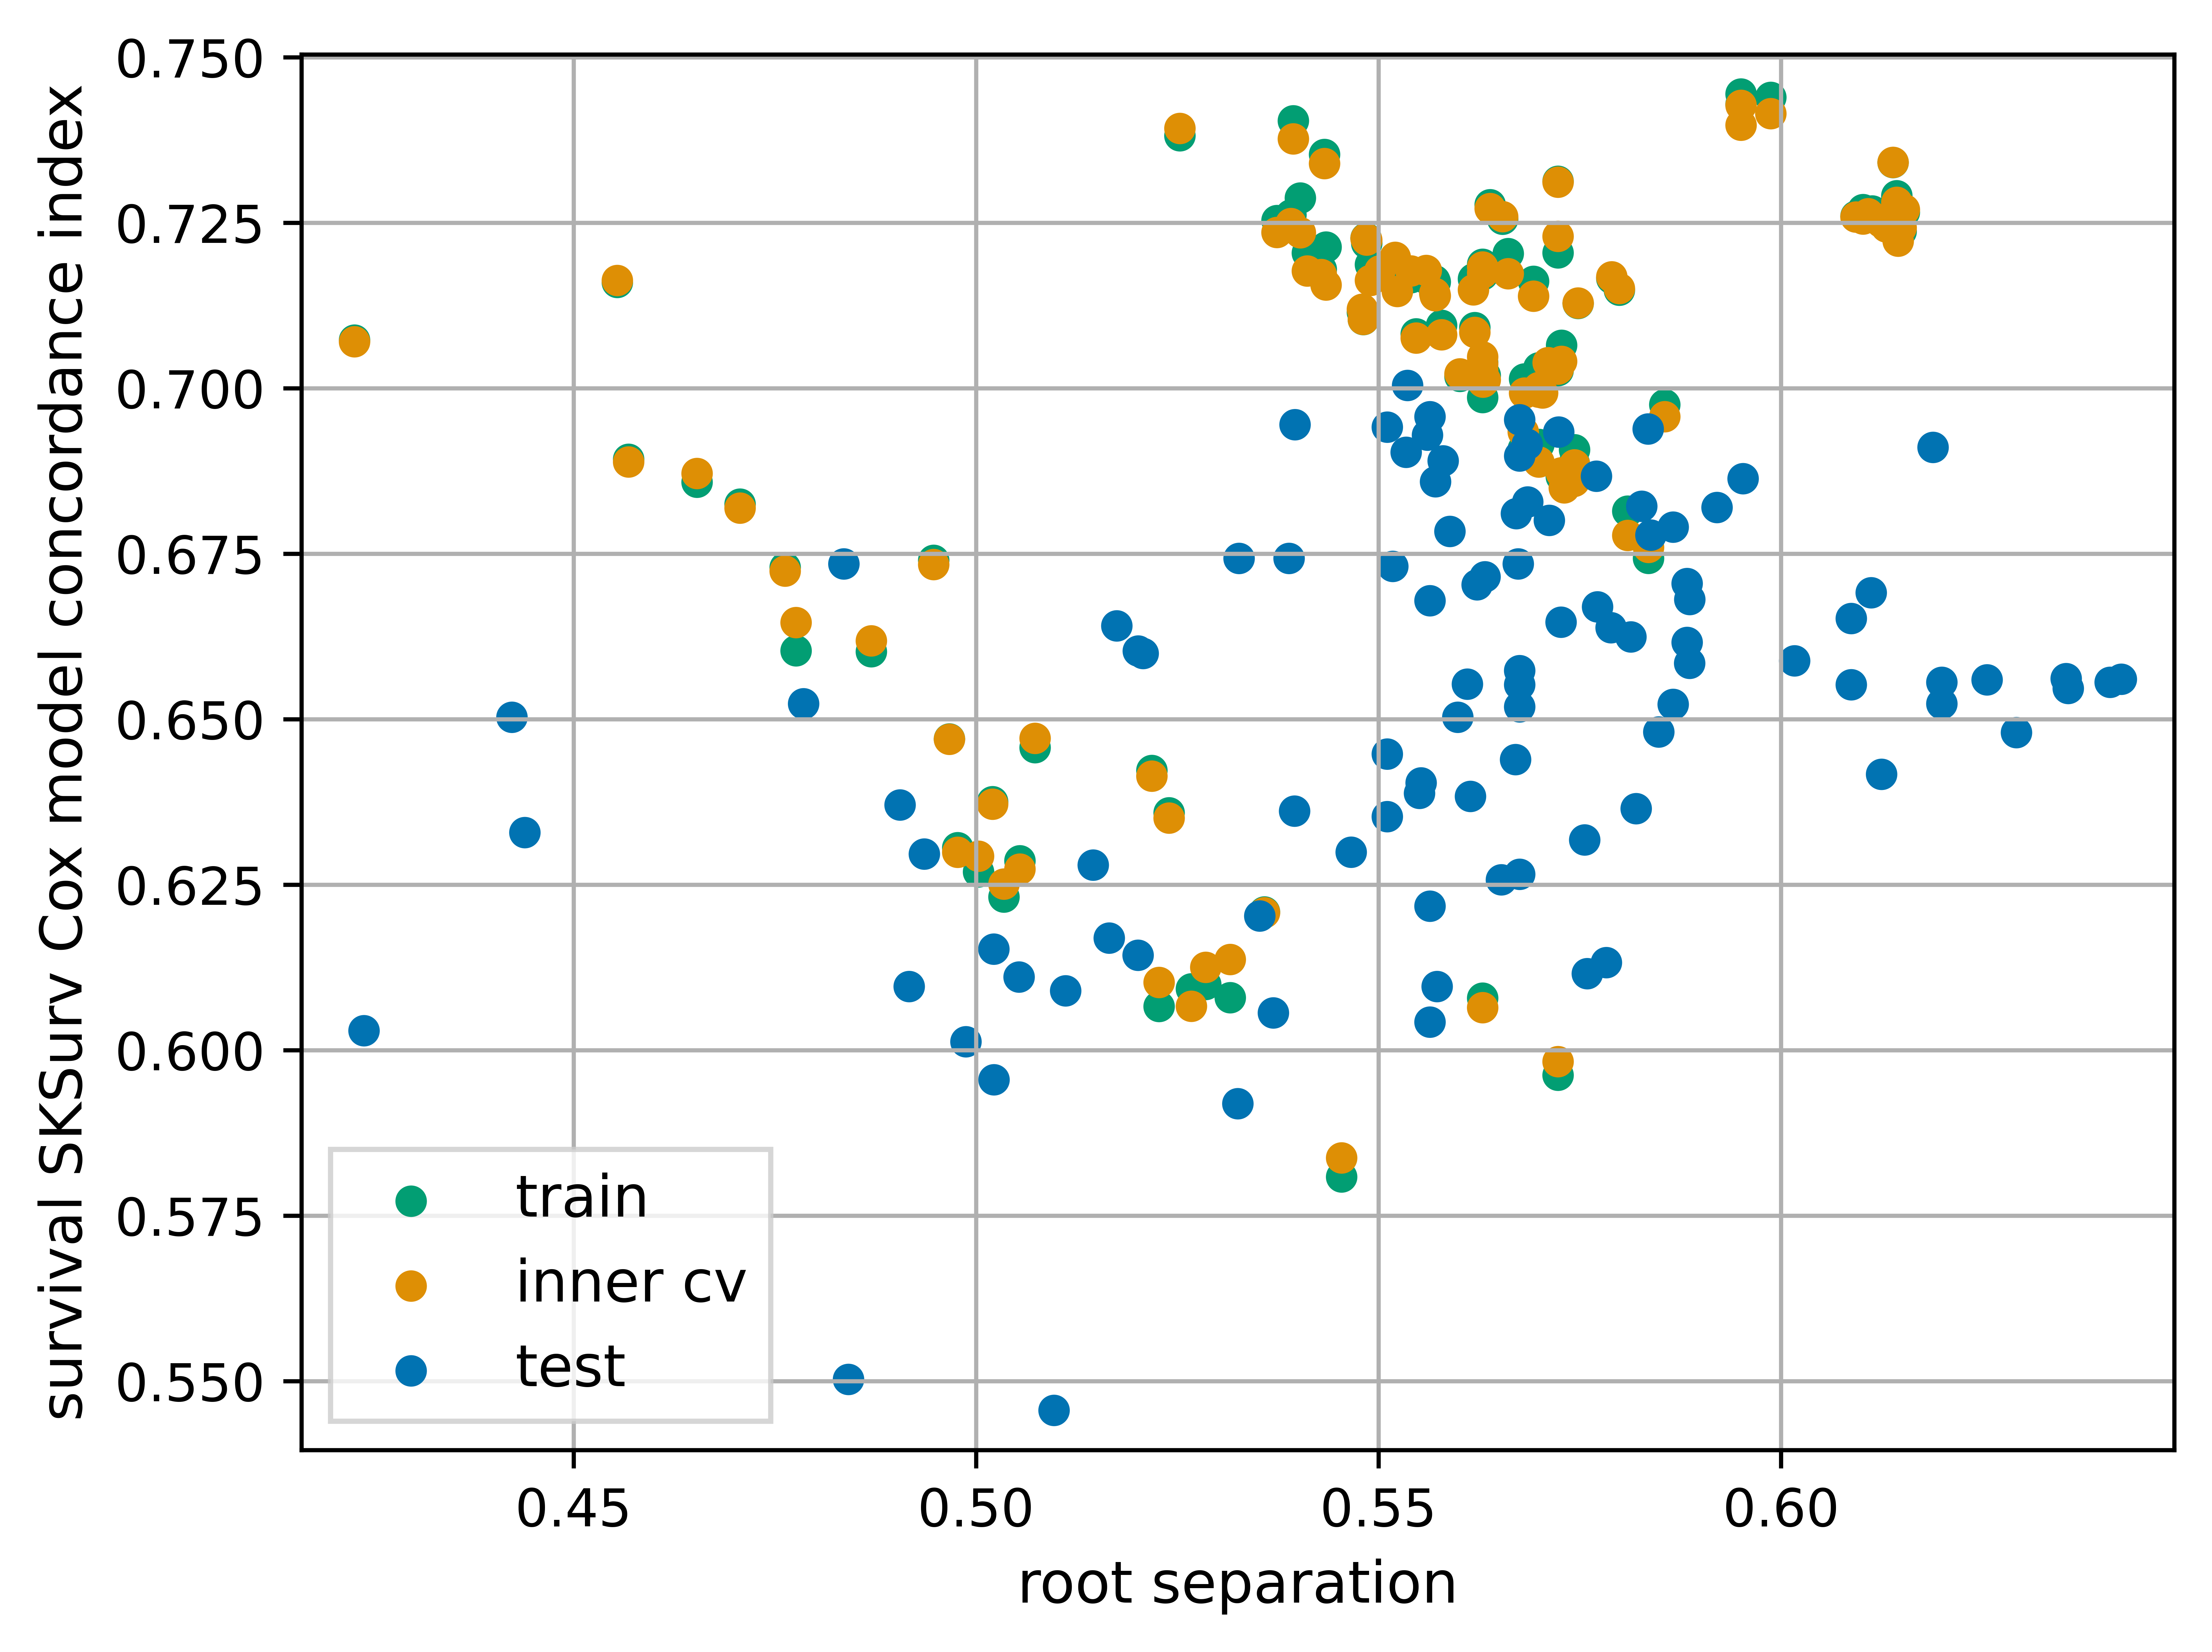 survival SKSurv Cox model concordance index
0.750
0.725
0.700
0.675
0.650
0.625
0.600
0.575
0.550
train
inner cv
test
0.45 0.50 0.55 0.60
root separation